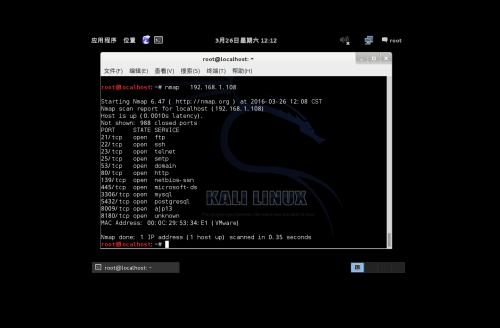 应用程序 位置 3月26日星期六 12:12 root
root@localhost: ~
文件(F) 编辑(E) 查看(V) 搜索(S) 终端(T) 帮助(H)
root@localhost:~# nmap 192.168.1.108
Starting Nmap 6.47 ( http://nmap.org ) at 2016-03-26 12:08 CST
Nmap scan report for localhost (192.168.1.108)
Host is up (0.0010s latency).
Not shown: 988 closed ports
PORT STATE SERVICE
21/tcp open ftp
22/tcp open ssh
23/tcp open telnet
25/tcp open smtp
53/tcp open domain
80/tcp open http
139/tcp open netbios-ssn
445/tcp open microsoft-ds
3306/tcp open mysql
5432/tcp open postgresql
8009/tcp open ajp13
8180/tcp open unknown
MAC Address: 00:0C:29:53:34:E1 (VMware)
KALI LINUX
Nmap done: 1 IP address (1 host up) scanned in 0.35 seconds
root@localhost:~#
root@localhost: ~